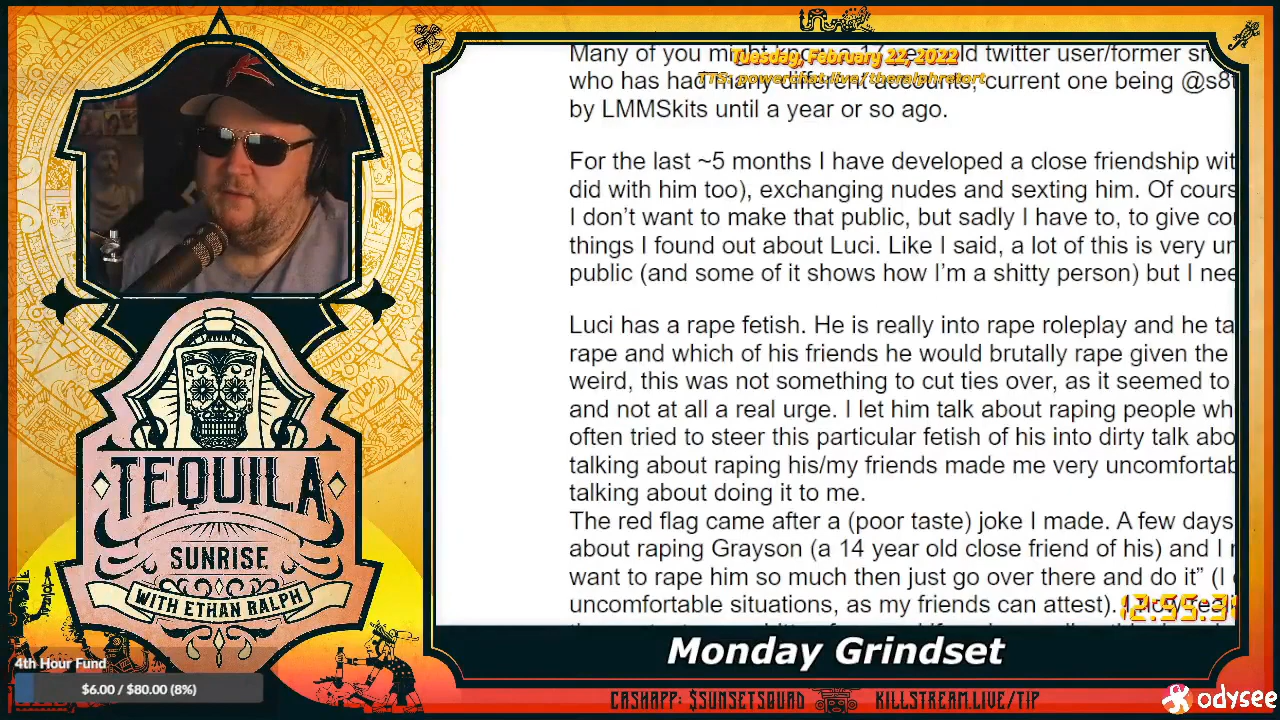 Many of you might know a year old twitter user/former
Tuesday, February 22, 2022
TTS: powerchat.live/theralphretort
who has had many different accounts, current one being
by LMMSkits until a year or so ago.
For the last ~5 months I have developed a close friendship
did with him too), exchanging nudes and sexting him. Of
I don't want to make that public, but sadly I have to, to give
things I found out about Luci. Like I said, a lot of this is very
public (and some of it shows how I'm a shitty person) but I
Luci has a rape fetish. He is really into rape roleplay and he
rape and which of his friends he would brutally rape given the
weird, this was not something to cut ties over, as it seemed to
and not at all a real urge. I let him talk about raping people
often tried to steer this particular fetish of his into dirty talk
talking about raping his/my friends made me very
talking about doing it to me.
The red flag came after a (poor taste) joke I made. A few days
about raping Grayson (a 14 year old close friend of his) and I
want to rape him so much then just go over there and do it" (I
uncomfortable situations, as my friends can attest).
12:55:31
TEQUILA
SUNRISE
WITH ETHAN RALPH
4th Hour Fund
$6.00 / $80.00 (8%)
Monday Grindset
CASHAPP: $SUNSETSQUAD
KILLSTREAM.LIVE/TIP
odysee